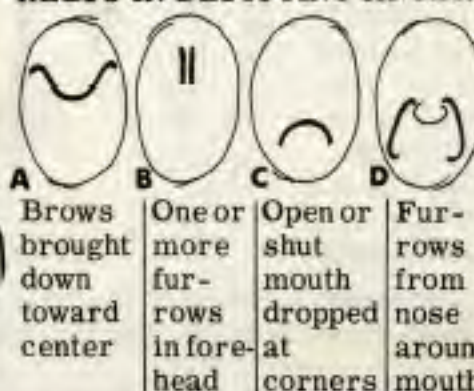 A B C D
Brows
brought
down
toward
center
One or
more
fur-
rows
in fore-
head
Open or
shut
mouth
dropped
at
corners
Fur-
rows
from
nose
aroun
mouth